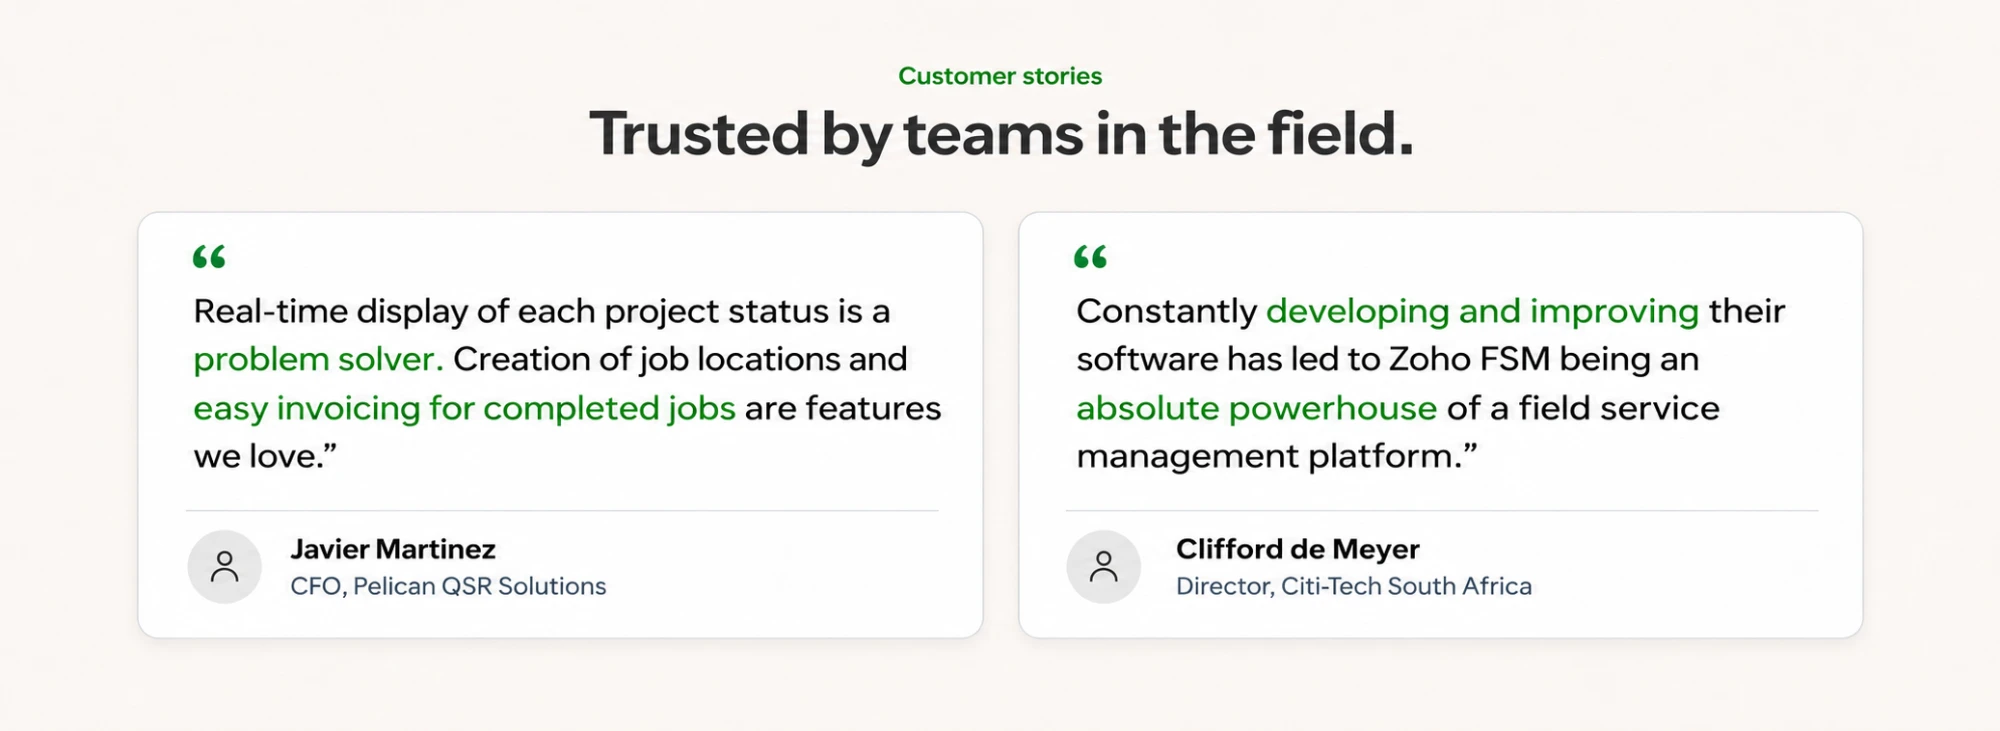 Customer stories
Trusted by teams in the field.
“
Real-time display of each project status is a
problem solver. Creation of job locations and
easy invoicing for completed jobs are features
we love.”
Javier Martinez
CFO, Pelican QSR Solutions
“
Constantly developing and improving their
software has led to Zoho FSM being an
absolute powerhouse of a field service
management platform.”
Clifford de Meyer
Director, Citi-Tech South Africa